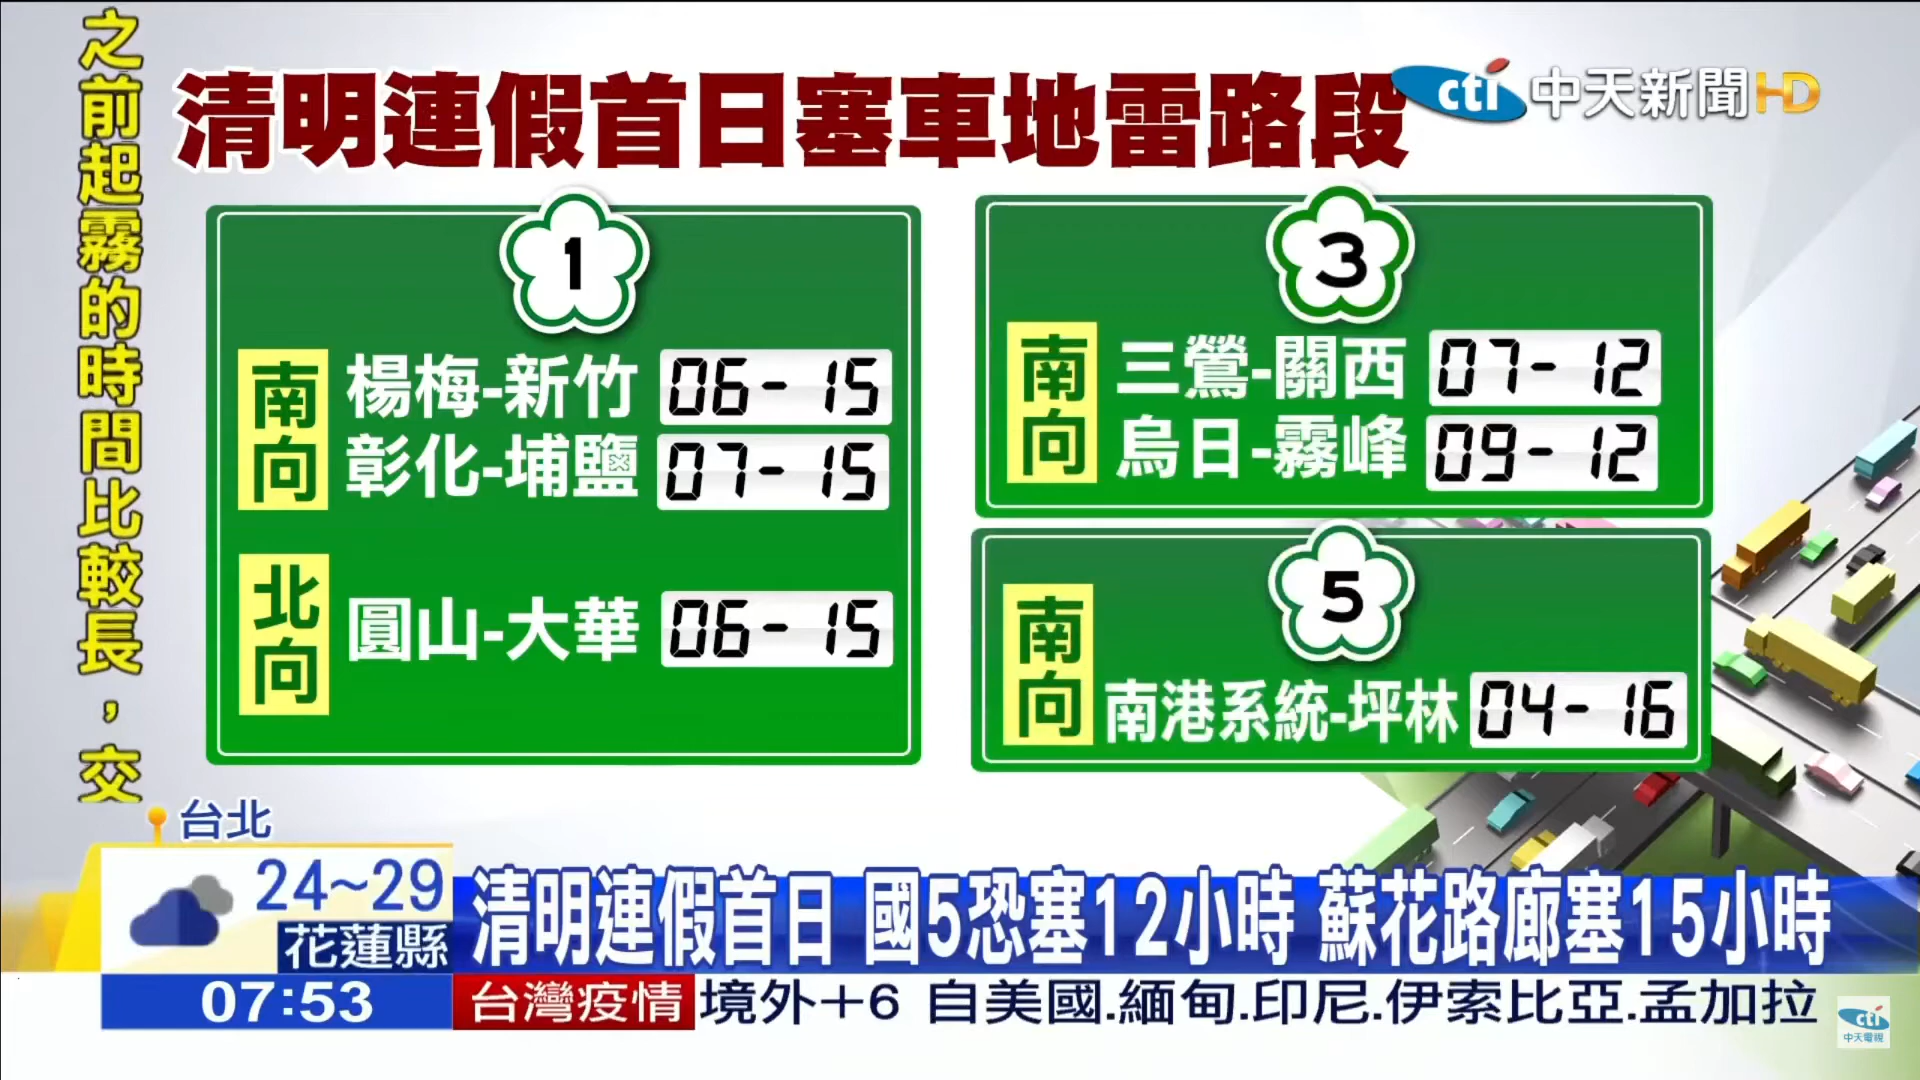 之前起霧的時間比較長，交
清明連假首日塞車地雷路段
cti 中天新聞HD
1
南向
楊梅-新竹 06-15
彰化-埔鹽 07-15
北向
圓山-大華 06-15
3
南向
三鶯-關西 07-12
烏日-霧峰 09-12
5
南向
南港系統-坪林 04-16
台北
24~29
花蓮縣
07:53
清明連假首日 國5恐塞12小時 蘇花路廊塞15小時
台灣疫情 境外+6 自美國.緬甸.印尼.伊索比亞.孟加拉
cti
中天電視